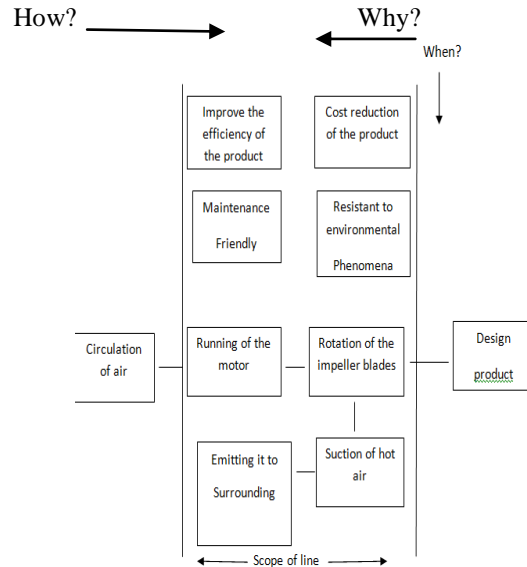 How?
Why?
When?
Improve the
efficiency of
the product
Cost reduction
of the product
Maintenance
Friendly
Resistant to
environmental
Phenomena
Circulation
of air
Running of the
motor
Rotation of the
impeller blades
Design
product
Emitting it to
Surrounding
Suction of hot
air
Scope of line